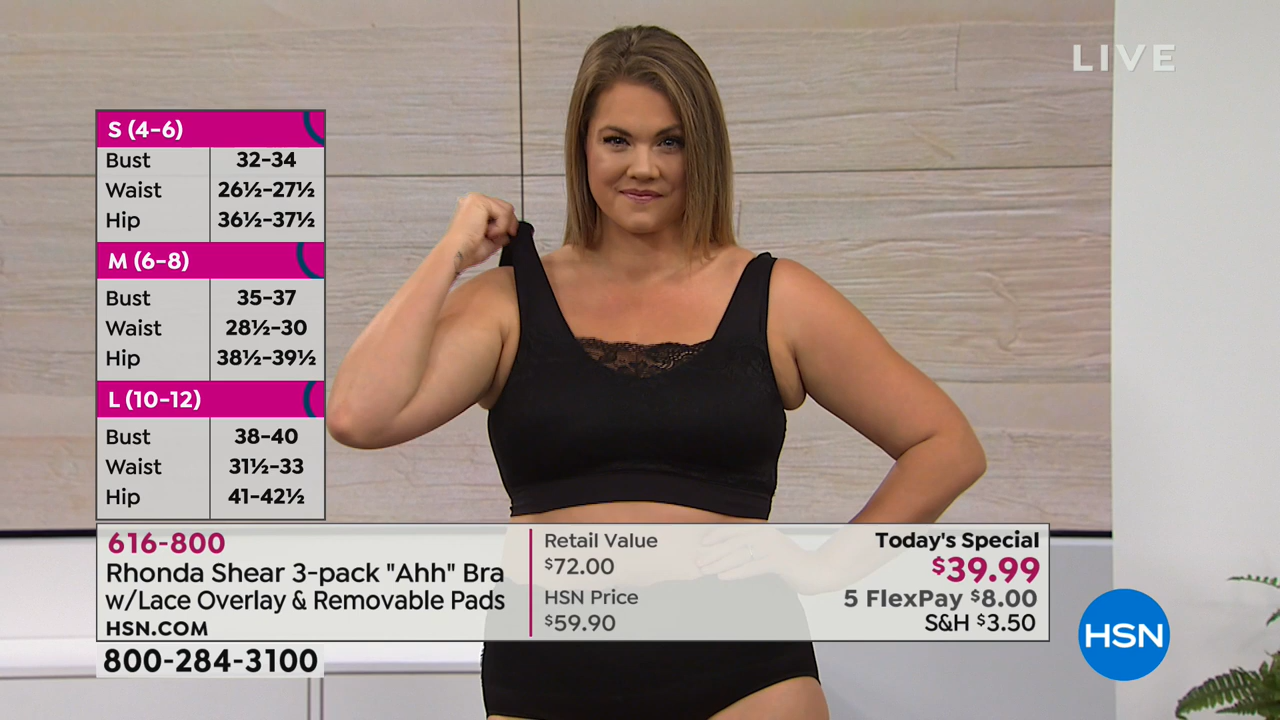 LIVE
S (4-6)
Bust 32-34
Waist 26½-27½
Hip 36½-37½
M (6-8)
Bust 35-37
Waist 28½-30
Hip 38½-39½
L (10-12)
Bust 38-40
Waist 31½-33
Hip 41-42½
616-800
Rhonda Shear 3-pack "Ahh" Bra
w/Lace Overlay & Removable Pads
HSN.COM
Retail Value
$72.00
HSN Price
$59.90
Today's Special
$39.99
5 FlexPay $8.00
S&H $3.50
800-284-3100
HSN